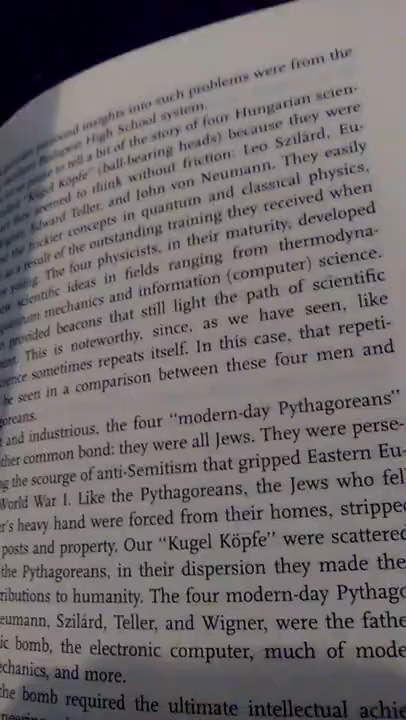 insights into such problems were from the
High School system.
to tell a bit of the story of four Hungarian scien-
"Kugel Köpfe" (ball-bearing heads) because they were
seemed to think without friction: Leo Szilárd, Eu-
Edward Teller, and John von Neumann. They easily
trickier concepts in quantum and classical physics,
as a result of the outstanding training they received when
The four physicists, in their maturity, developed
scientific ideas in fields ranging from thermodyna-
mechanics and information (computer) science.
provided beacons that still light the path of scientific
This is noteworthy, since, as we have seen, like
sometimes repeats itself. In this case, that repeti-
be seen in a comparison between these four men and
goreans.
and industrious, the four "modern-day Pythagoreans"
ther common bond: they were all Jews. They were perse-
ng the scourge of anti-Semitism that gripped Eastern Eu-
World War I. Like the Pythagoreans, the Jews who fel
r's heavy hand were forced from their homes, stripped
posts and property. Our "Kugel Köpfe" were scattered
the Pythagoreans, in their dispersion they made the
ributions to humanity. The four modern-day Pythago
eumann, Szilárd, Teller, and Wigner, were the fathe
ic bomb, the electronic computer, much of mode
echanics, and more.
the bomb required the ultimate intellectual achie